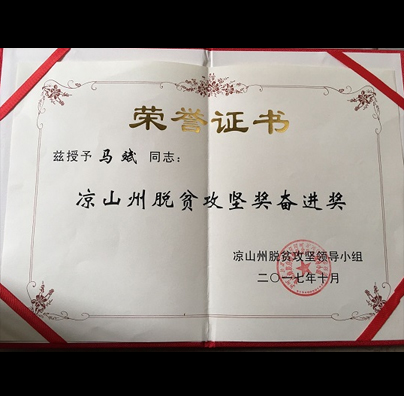 荣誉证书
兹授予 马斌 同志：
凉山州脱贫攻坚奖奋进奖
凉山州脱贫攻坚领导小组
二〇一七年十月